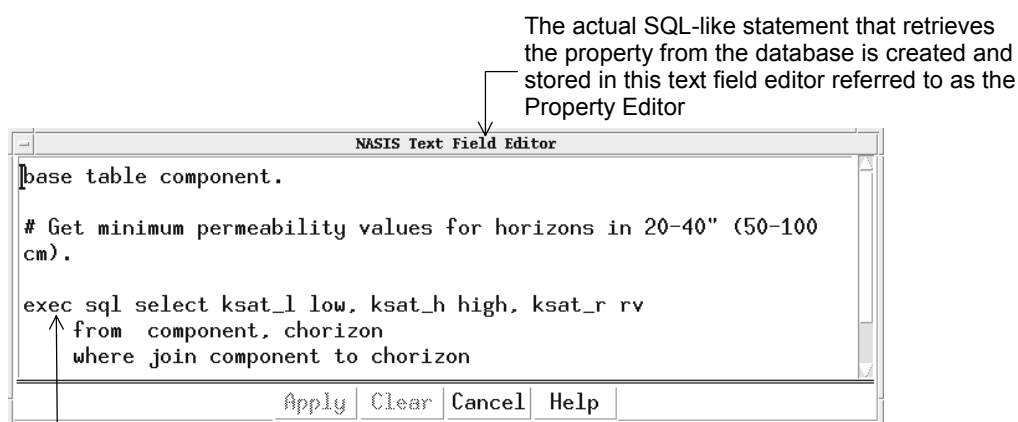 The actual SQL-like statement that retrieves
the property from the database is created and
stored in this text field editor referred to as the
Property Editor
NASIS Text Field Editor
base table component.
# Get minimum permeability values for horizons in 20-40" (50-100
cm).
exec sql select ksat_l low, ksat_h high, ksat_r rv
from component, chorizon
where join component to chorizon
Apply Clear Cancel Help